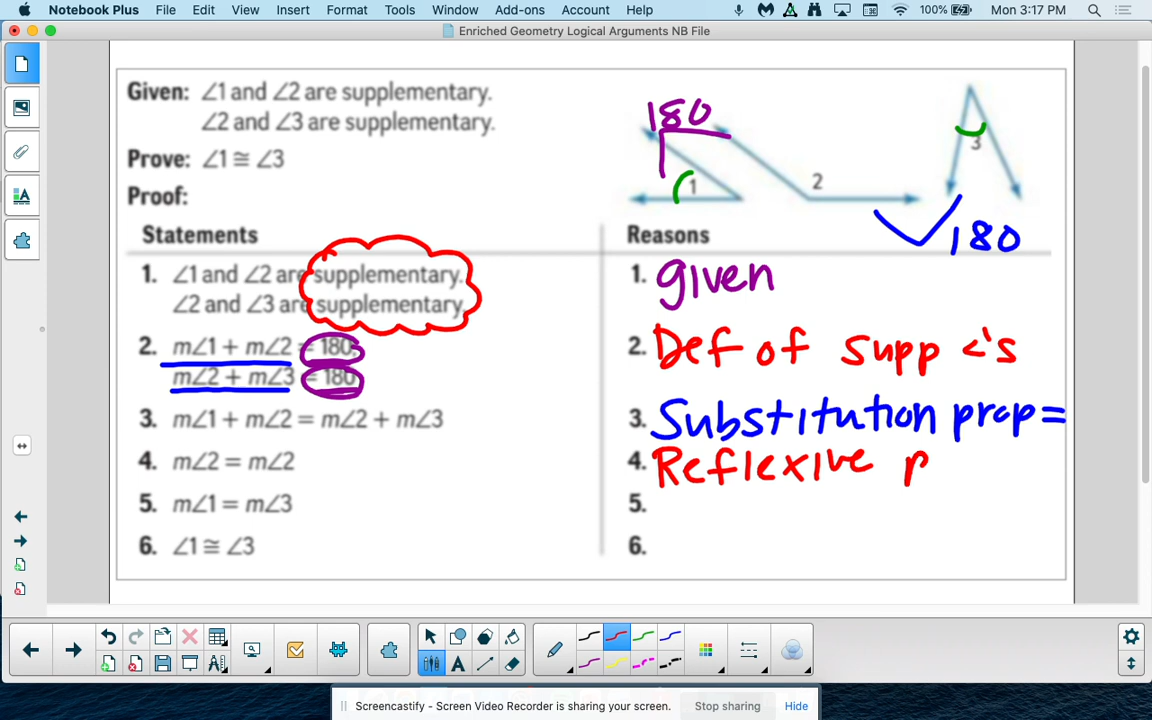 Notebook Plus File Edit View Insert Format Tools Window Add-ons Account Help 100% Mon 3:17 PM
Enriched Geometry Logical Arguments NB File
Given: ∠1 and ∠2 are supplementary.
∠2 and ∠3 are supplementary.
Prove: ∠1 ≅ ∠3
Proof:
180
1
2
3
180
Statements
Reasons
1. ∠1 and ∠2 are supplementary.
∠2 and ∠3 are supplementary.
1. given
2. m∠1 + m∠2 = 180.
m∠2 + m∠3 = 180
2. Def of supp <'s
3. m∠1 + m∠2 = m∠2 + m∠3
3. Substitution prop=
4. m∠2 = m∠2
4. Reflexive p
5. m∠1 = m∠3
5.
6. ∠1 ≅ ∠3
6.
Screencastify - Screen Video Recorder is sharing your screen. Stop sharing Hide